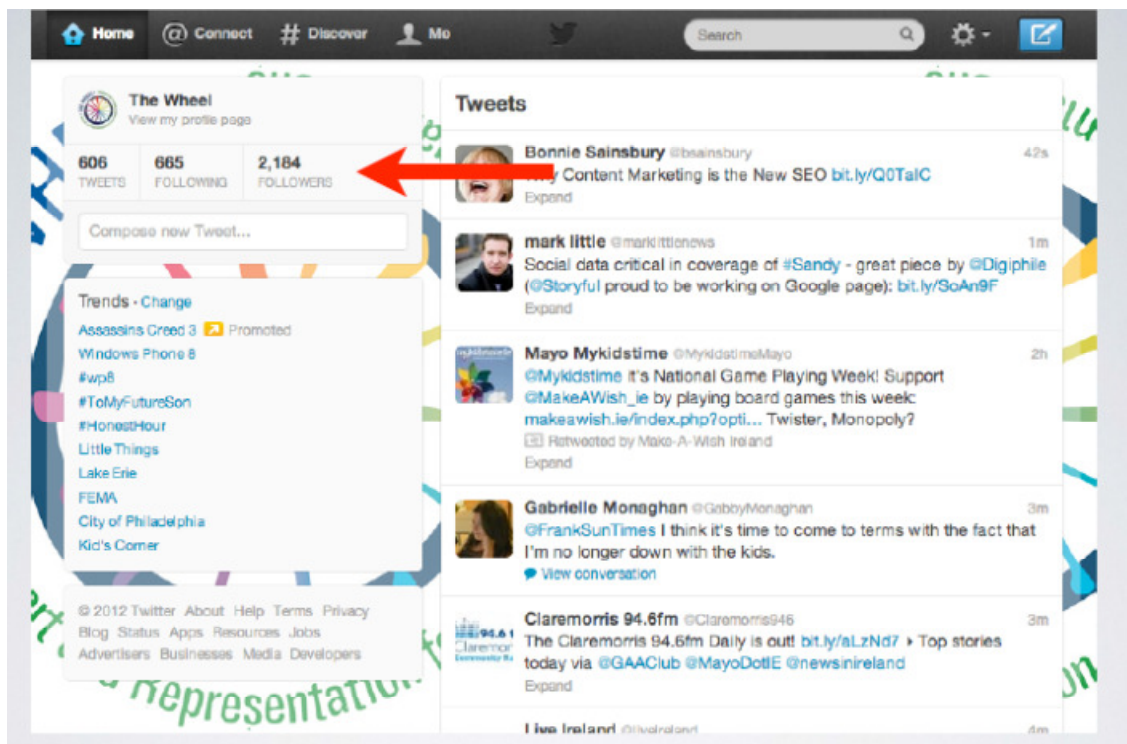 Home @ Connect # Discover Me Search
The Wheel
View my profile page
606 665 2,184
TWEETS FOLLOWING FOLLOWERS
Compose new Tweet...
Trends · Change
Assassins Creed 3 Promoted
Windows Phone 8
#wp8
#ToMyFutureSon
#HonestHour
Little Things
Lake Erie
FEMA
City of Philadelphia
Kid's Corner
© 2012 Twitter About Help Terms Privacy
Blog Status Apps Resources Jobs
Advertisers Businesses Media Developers
Representation
Tweets
Bonnie Sainsbury @bsainsbury 42s
Content Marketing is the New SEO bit.ly/Q0TaIC
Expand
mark little @marklittlenews 1m
Social data critical in coverage of #Sandy - great piece by @Digiphile
(@Storyful proud to be working on Google page): bit.ly/SoAn9F
Expand
Mayo Mykidstime @MykidstimeMayo 2h
@Mykidstime It's National Game Playing Week! Support
@MakeAWish_ie by playing board games this week:
makeawish.ie/index.php?opti... Twister, Monopoly?
Retweeted by Make-A-Wish Ireland
Expand
Gabrielle Monaghan @GabbyMonaghan 3m
@FrankSunTimes I think it's time to come to terms with the fact that
I'm no longer down with the kids.
View conversation
Claremorris 94.6fm @Claremorris946 3m
The Claremorris 94.6fm Daily is out! bit.ly/aLzNd7 ▸ Top stories
today via @GAAClub @MayoDotIE @newsinireland
Expand
Live Ireland @liveireland 4m